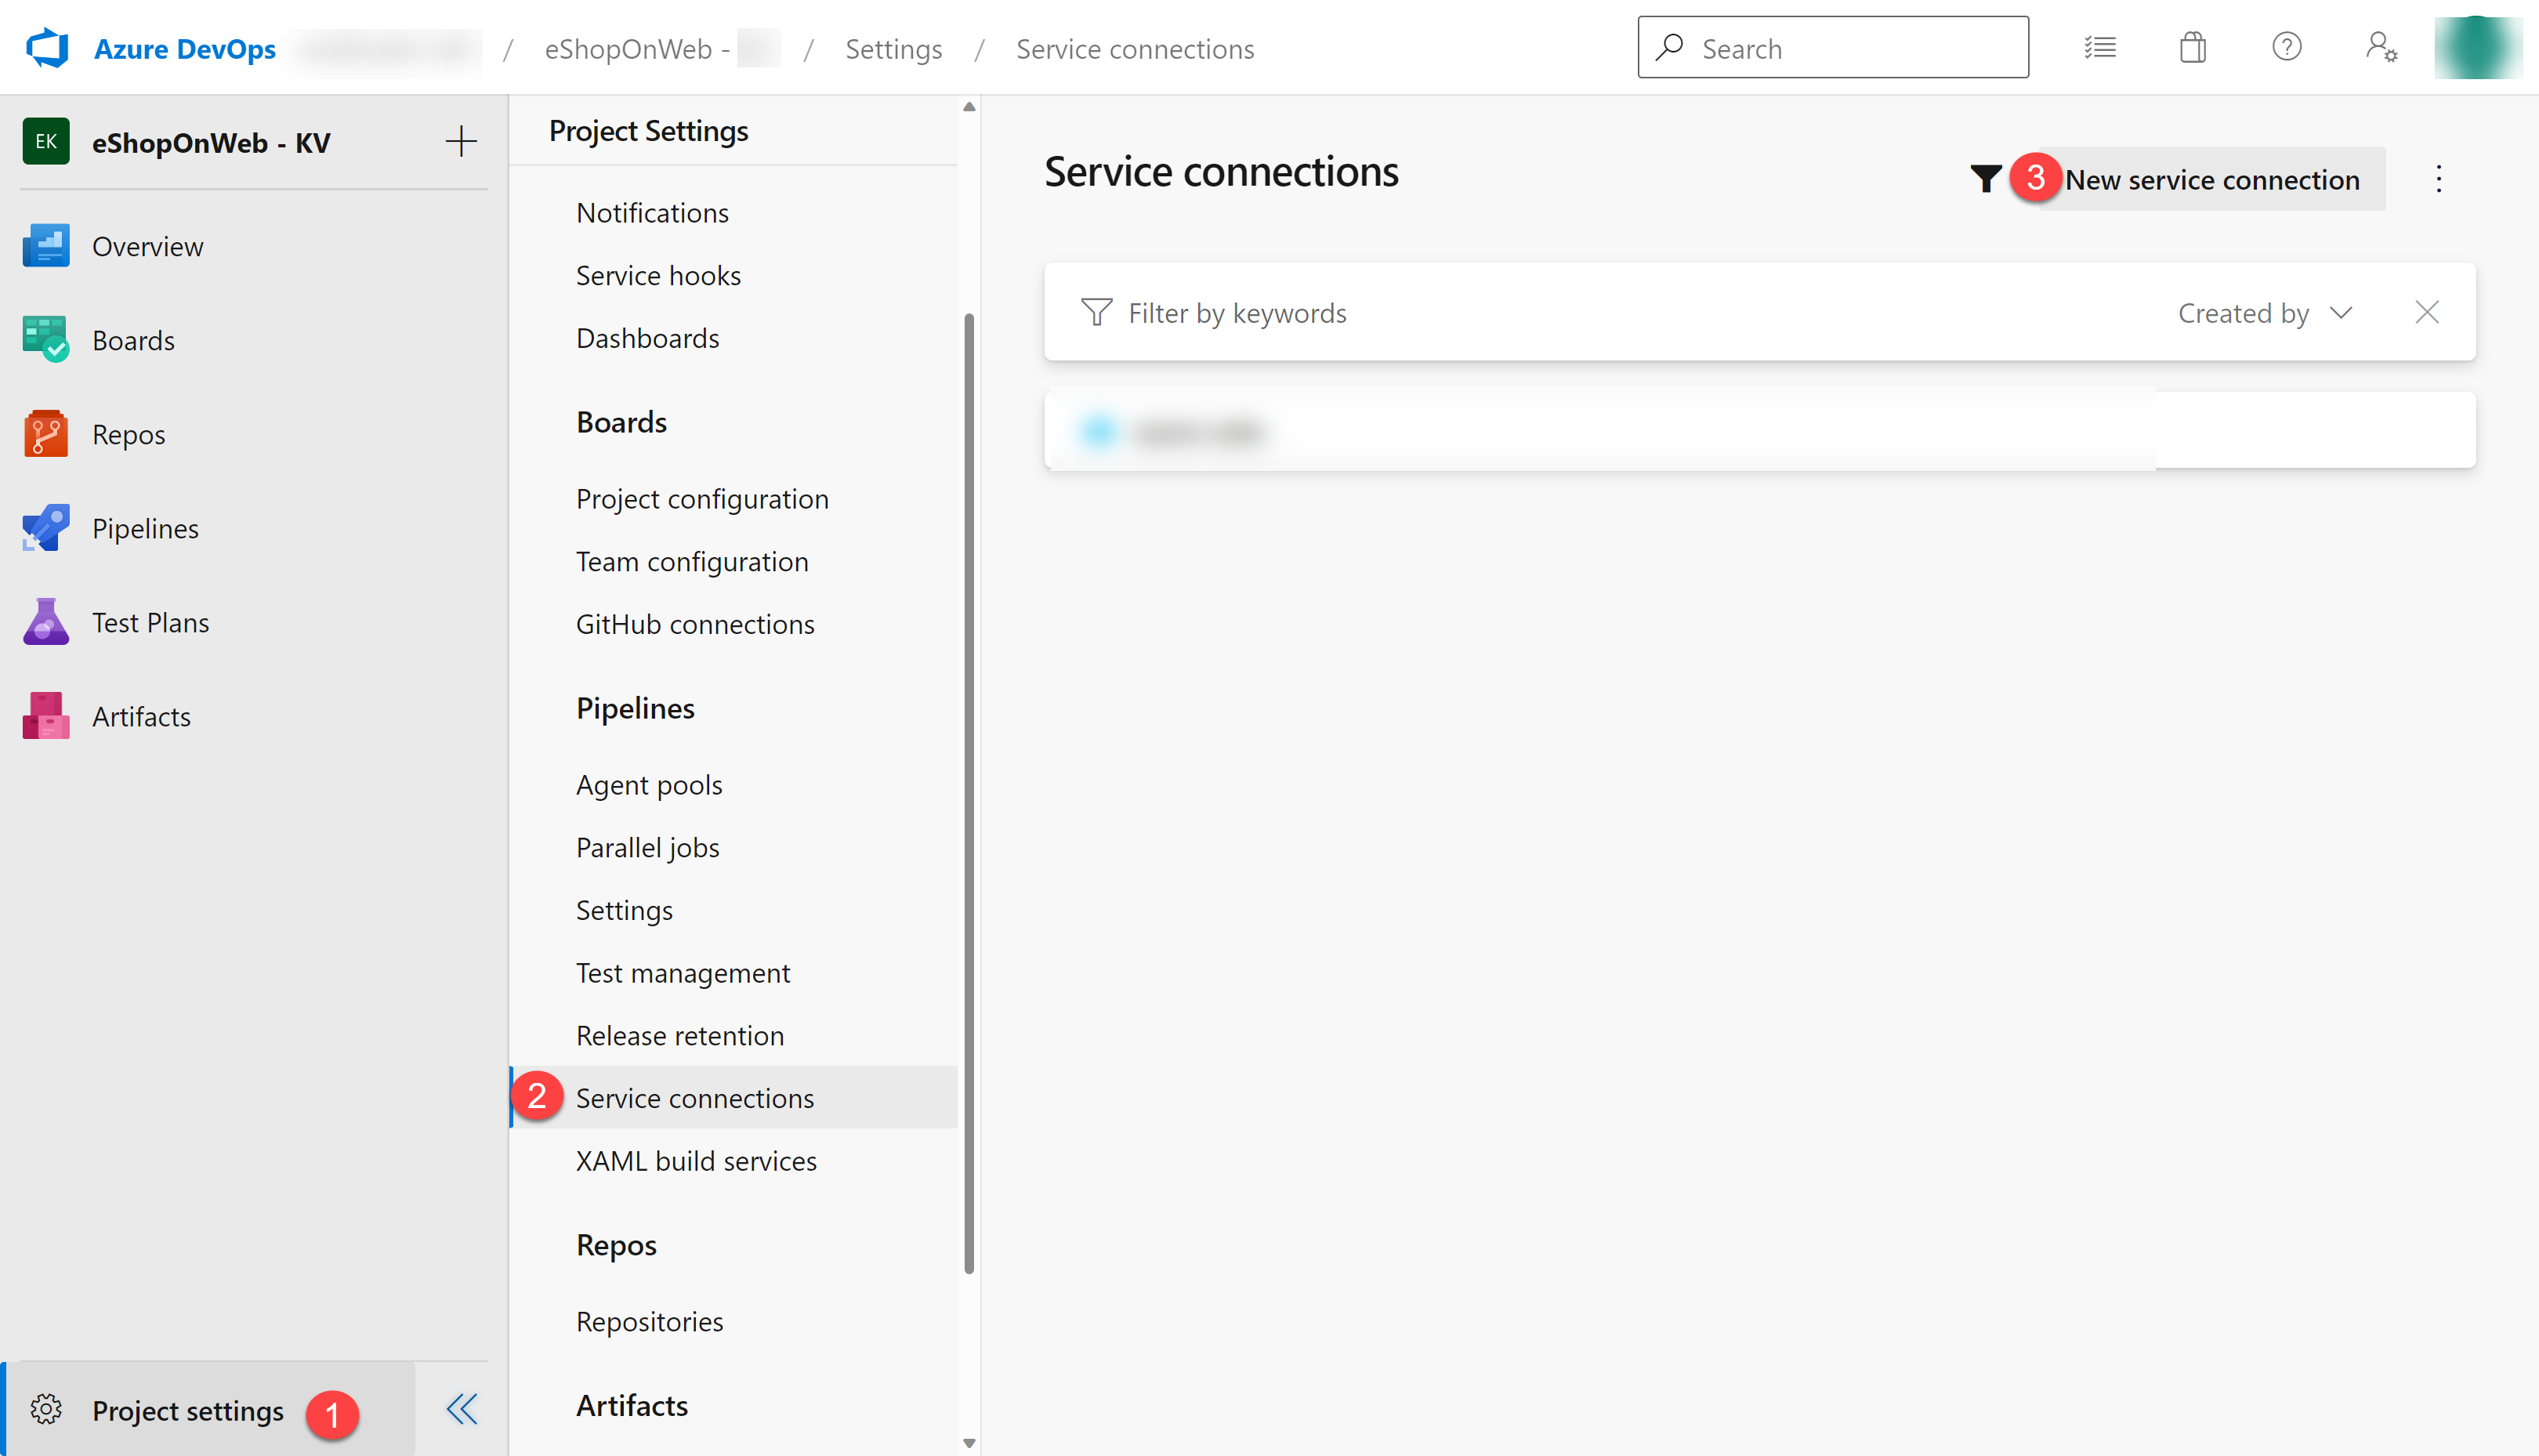 Azure DevOps / eShopOnWeb - / Settings / Service connections
Search
EK
eShopOnWeb - KV
Overview
Boards
Repos
Pipelines
Test Plans
Artifacts
Project settings
1
Project Settings
Notifications
Service hooks
Dashboards
Boards
Project configuration
Team configuration
GitHub connections
Pipelines
Agent pools
Parallel jobs
Settings
Test management
Release retention
2
Service connections
XAML build services
Repos
Repositories
Artifacts
Service connections
3
New service connection
Filter by keywords
Created by